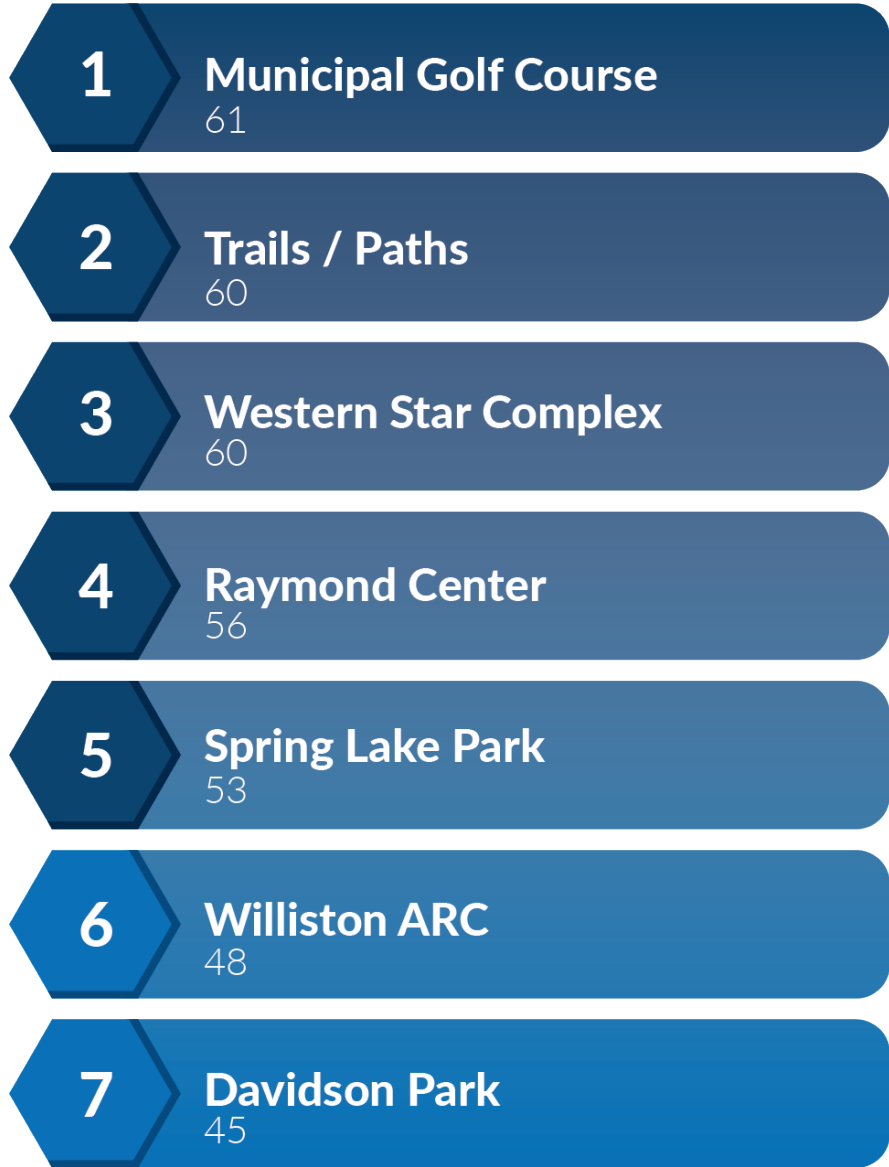 1
Municipal Golf Course
61
2
Trails / Paths
60
3
Western Star Complex
60
4
Raymond Center
56
5
Spring Lake Park
53
6
Williston ARC
48
7
Davidson Park
45